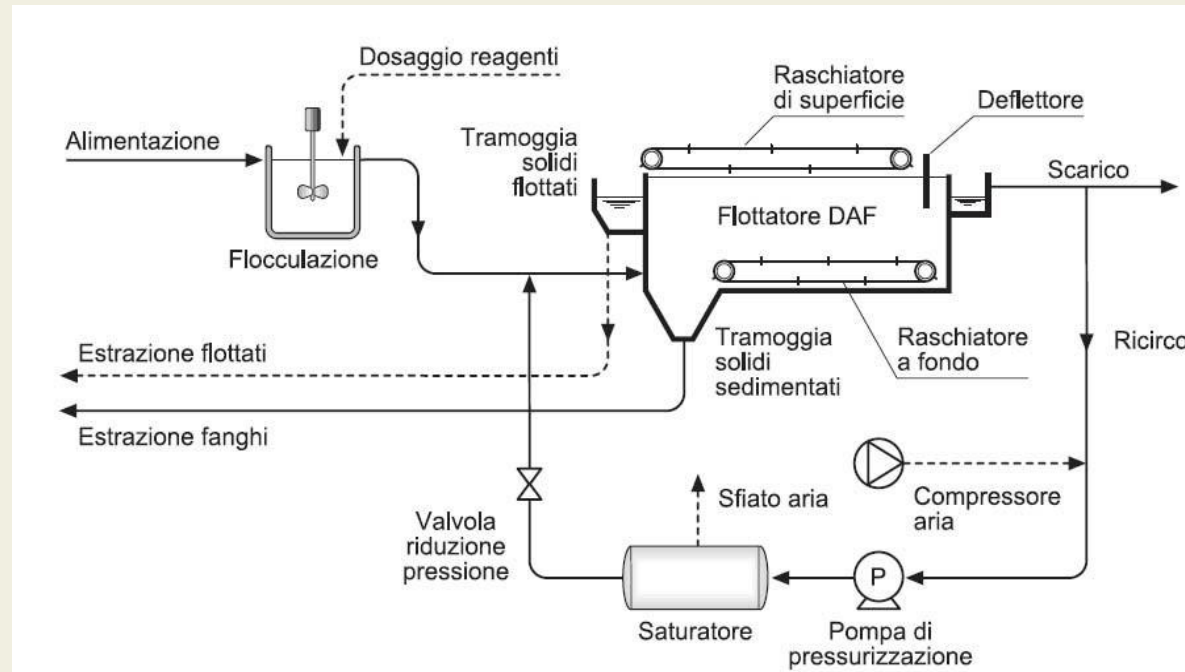 Dosaggio reagenti
Alimentazione
Flocculazione
Tramoggia
solidi
flottati
Raschiatore
di superficie
Deflettore
Scarico
Flottatore DAF
Estrazione flottati
Estrazione fanghi
Tramoggia
solidi
sedimentati
Raschiatore
a fondo
Ricirco
Valvola
riduzione
pressione
Sfiato aria
Compressore
aria
Saturatore
P
Pompa di
pressurizzazione